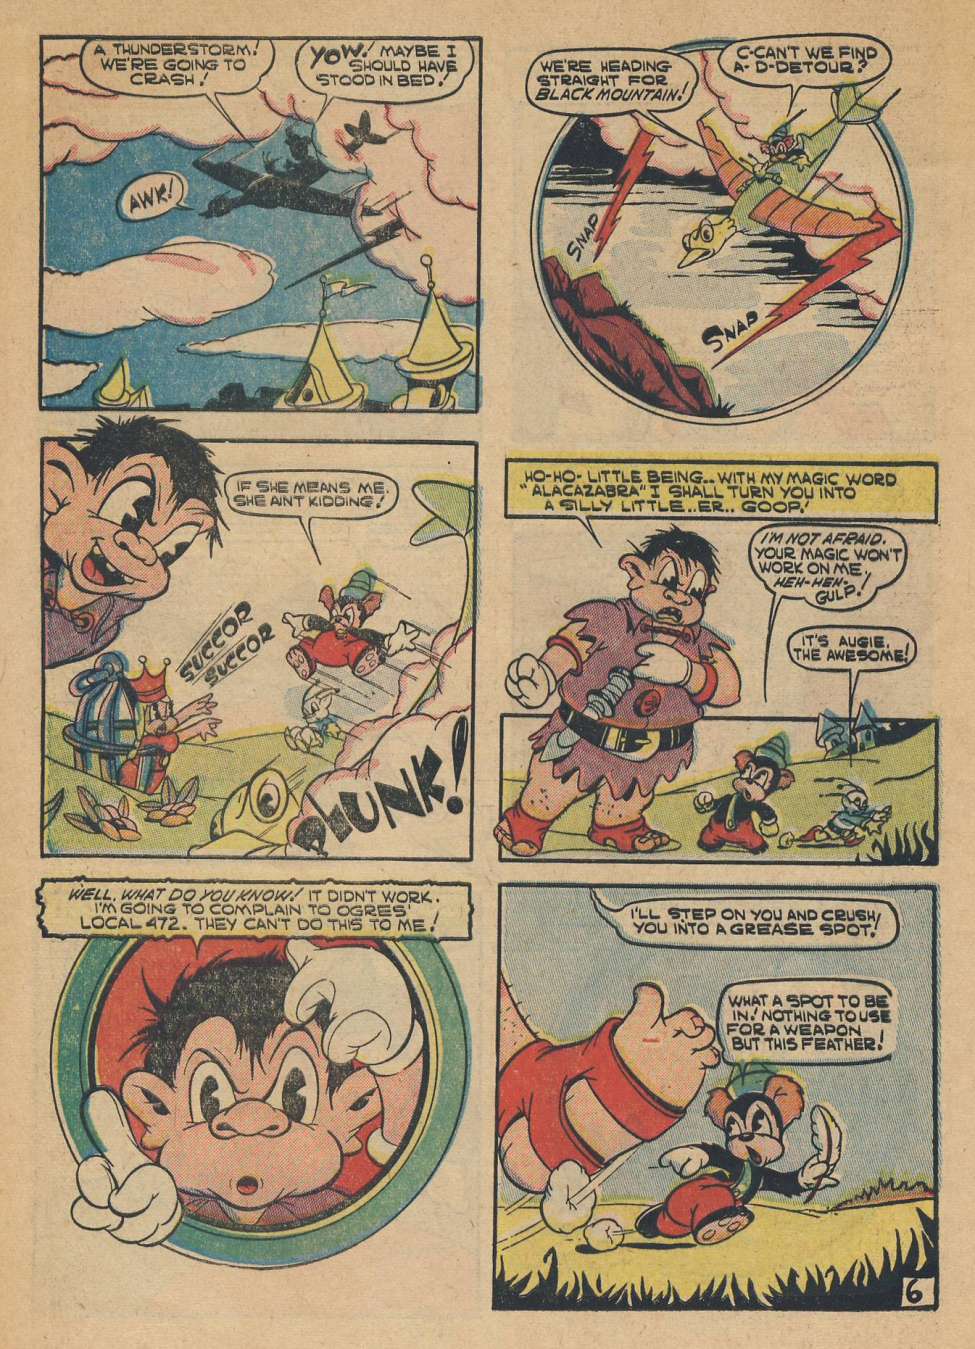 A THUNDERSTORM!
WE'RE GOING TO
CRASH!
YOW! MAYBE I
SHOULD HAVE
STOOD IN BED!
AWK!
WE'RE HEADING
STRAIGHT FOR
BLACK MOUNTAIN!
C-CAN'T WE FIND
A-D-DETOUR?
SNAP
SNAP
IF SHE MEANS ME,
SHE AIN'T KIDDING!
SUCCOR
SUCCOR
PLUNK!
HO-HO- LITTLE BEING.. WITH MY MAGIC WORD
"ALACAZABRA" I SHALL TURN YOU INTO
A SILLY LITTLE..ER.. GOOP!
I'M NOT AFRAID.
YOUR MAGIC WON'T
WORK ON ME.
HEH-HEH-
GULP!
IT'S AUGIE,
THE AWESOME!
WELL, WHAT DO YOU KNOW! IT DIDN'T WORK.
I'M GOING TO COMPLAIN TO OGRES'
LOCAL 472. THEY CAN'T DO THIS TO ME!
I'LL STEP ON YOU AND CRUSH
YOU INTO A GREASE SPOT!
WHAT A SPOT TO BE
IN! NOTHING TO USE
FOR A WEAPON
BUT THIS FEATHER!
6